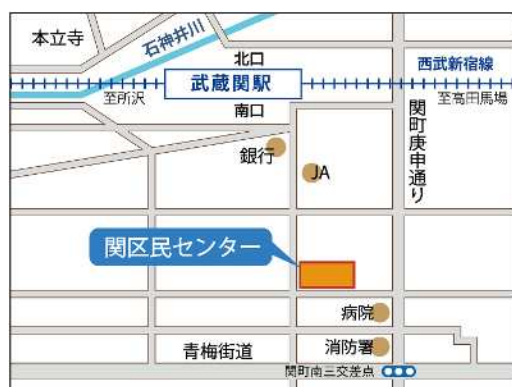 本立寺
石神井川
北口
西武新宿線
武蔵関駅
至所沢
至高田馬場
南口
関町庚申通り
銀行
JA
関区民センター
病院
青梅街道
消防署
関町南三交差点